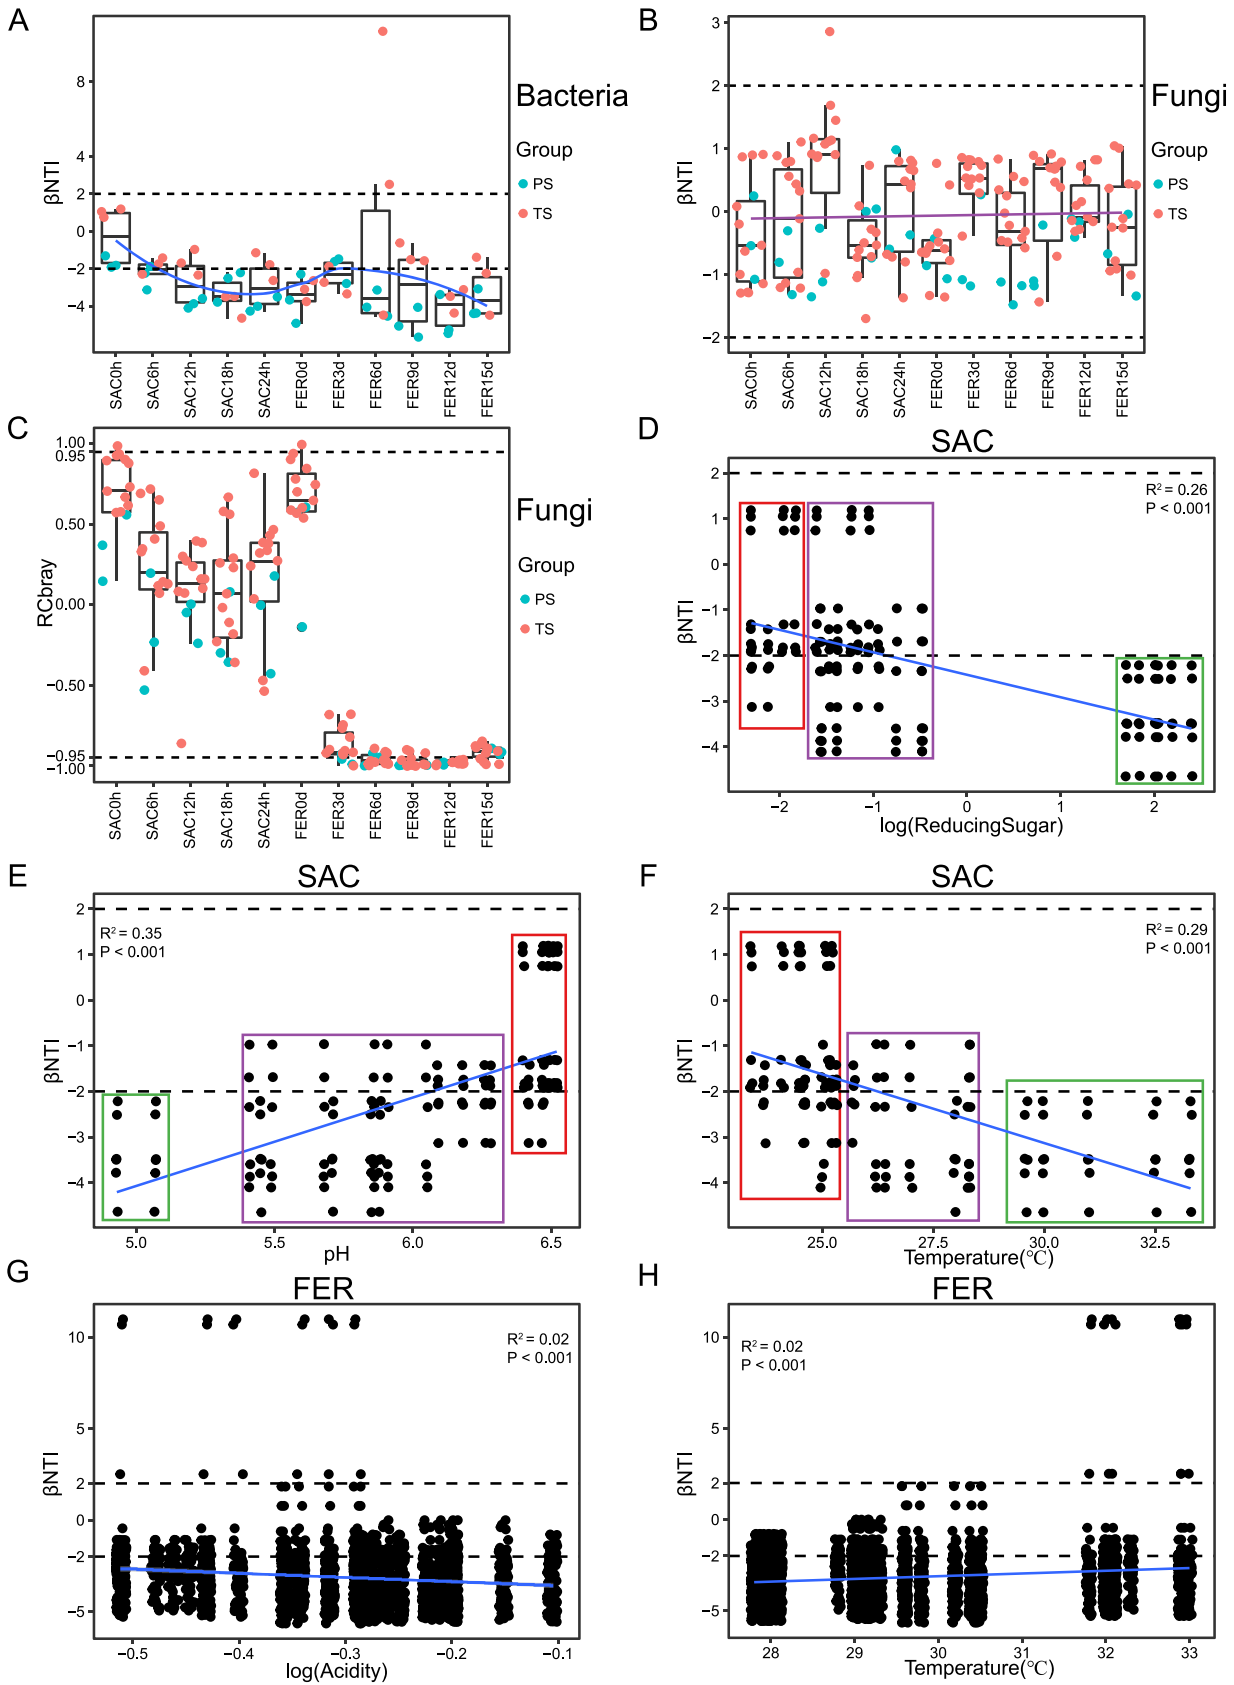 A
βNTI
8
4
2
0
−2
−4
SAC0h
SAC6h
SAC12h
SAC18h
SAC24h
FER0d
FER3d
FER6d
FER9d
FER12d
FER15d
Bacteria
Group
PS
TS
B
βNTI
3
2
1
0
−1
−2
SAC0h
SAC6h
SAC12h
SAC18h
SAC24h
FER0d
FER3d
FER6d
FER9d
FER12d
FER15d
Fungi
Group
PS
TS
C
RCbray
1.00
0.95
0.50
0.00
−0.50
−0.95
−1.00
SAC0h
SAC6h
SAC12h
SAC18h
SAC24h
FER0d
FER3d
FER6d
FER9d
FER12d
FER15d
Fungi
Group
PS
TS
D
SAC
R² = 0.26
P < 0.001
βNTI
2
1
0
−1
−2
−3
−4
−2
−1
0
1
2
log(ReducingSugar)
E
SAC
R² = 0.35
P < 0.001
βNTI
2
1
0
−1
−2
−3
−4
5.0
5.5
6.0
6.5
pH
F
SAC
R² = 0.29
P < 0.001
βNTI
2
1
0
−1
−2
−3
−4
25.0
27.5
30.0
32.5
Temperature(℃)
G
FER
R² = 0.02
P < 0.001
βNTI
10
5
2
0
−2
−5
−0.5
−0.4
−0.3
−0.2
−0.1
log(Acidity)
H
FER
R² = 0.02
P < 0.001
βNTI
10
5
2
0
−2
−5
28
29
30
31
32
33
Temperature(℃)